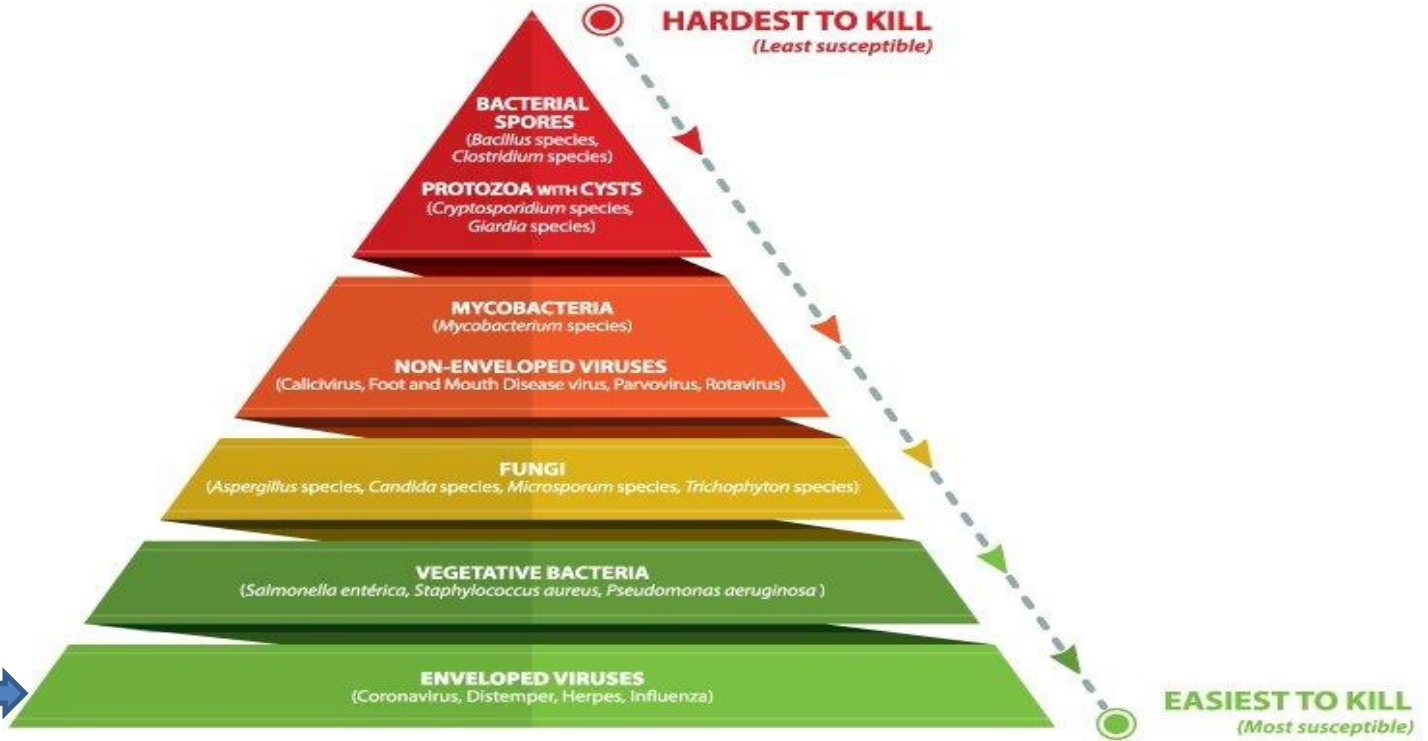 HARDEST TO KILL
(Least susceptible)
BACTERIAL
SPORES
(Bacillus species,
Clostridium species)
PROTOZOA WITH CYSTS
(Cryptosporidium species,
Giardia species)
MYCOBACTERIA
(Mycobacterium species)
NON-ENVELOPED VIRUSES
(Calicivirus, Foot and Mouth Disease virus, Parvovirus, Rotavirus)
FUNGI
(Aspergillus species, Candida species, Microsporum species, Trichophyton species)
VEGETATIVE BACTERIA
(Salmonella entérica, Staphylococcus aureus, Pseudomonas aeruginosa )
ENVELOPED VIRUSES
(Coronavirus, Distemper, Herpes, Influenza)
EASIEST TO KILL
(Most susceptible)